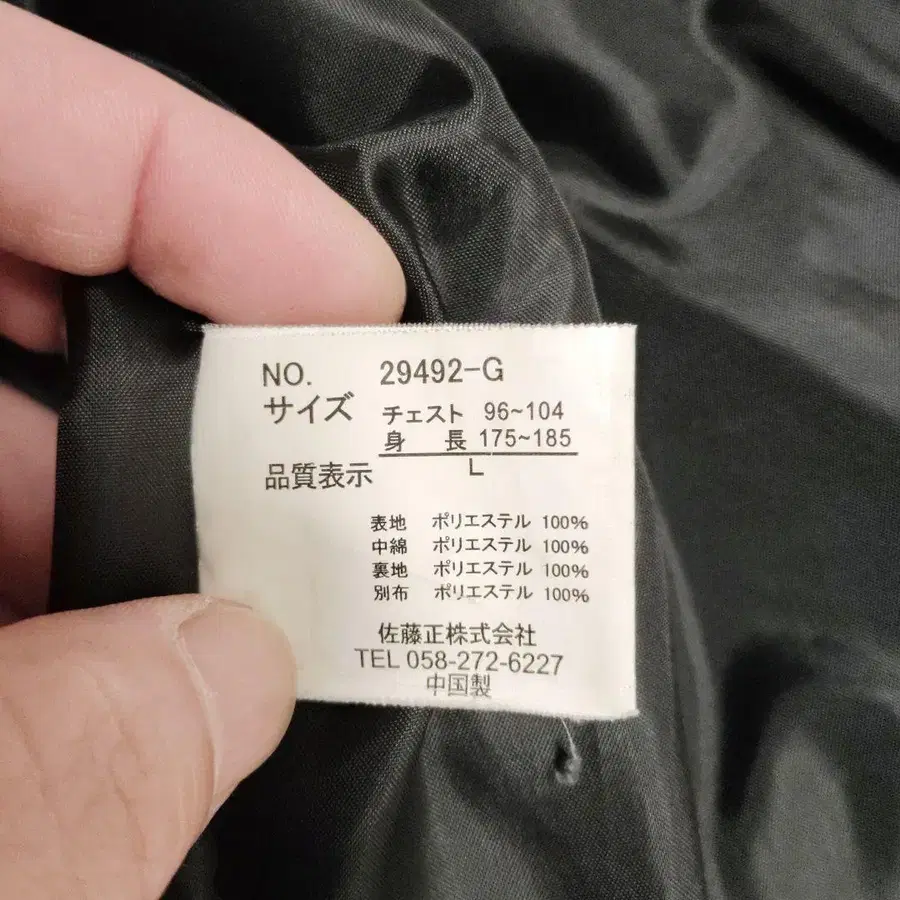 NO. 29492-G
サイズ チェスト 96~104
身 長 175~185
L
品質表示
表地 ポリエステル 100%
中綿 ポリエステル 100%
裏地 ポリエステル 100%
別布 ポリエステル 100%
佐藤正株式会社
TEL 058-272-6227
中国製